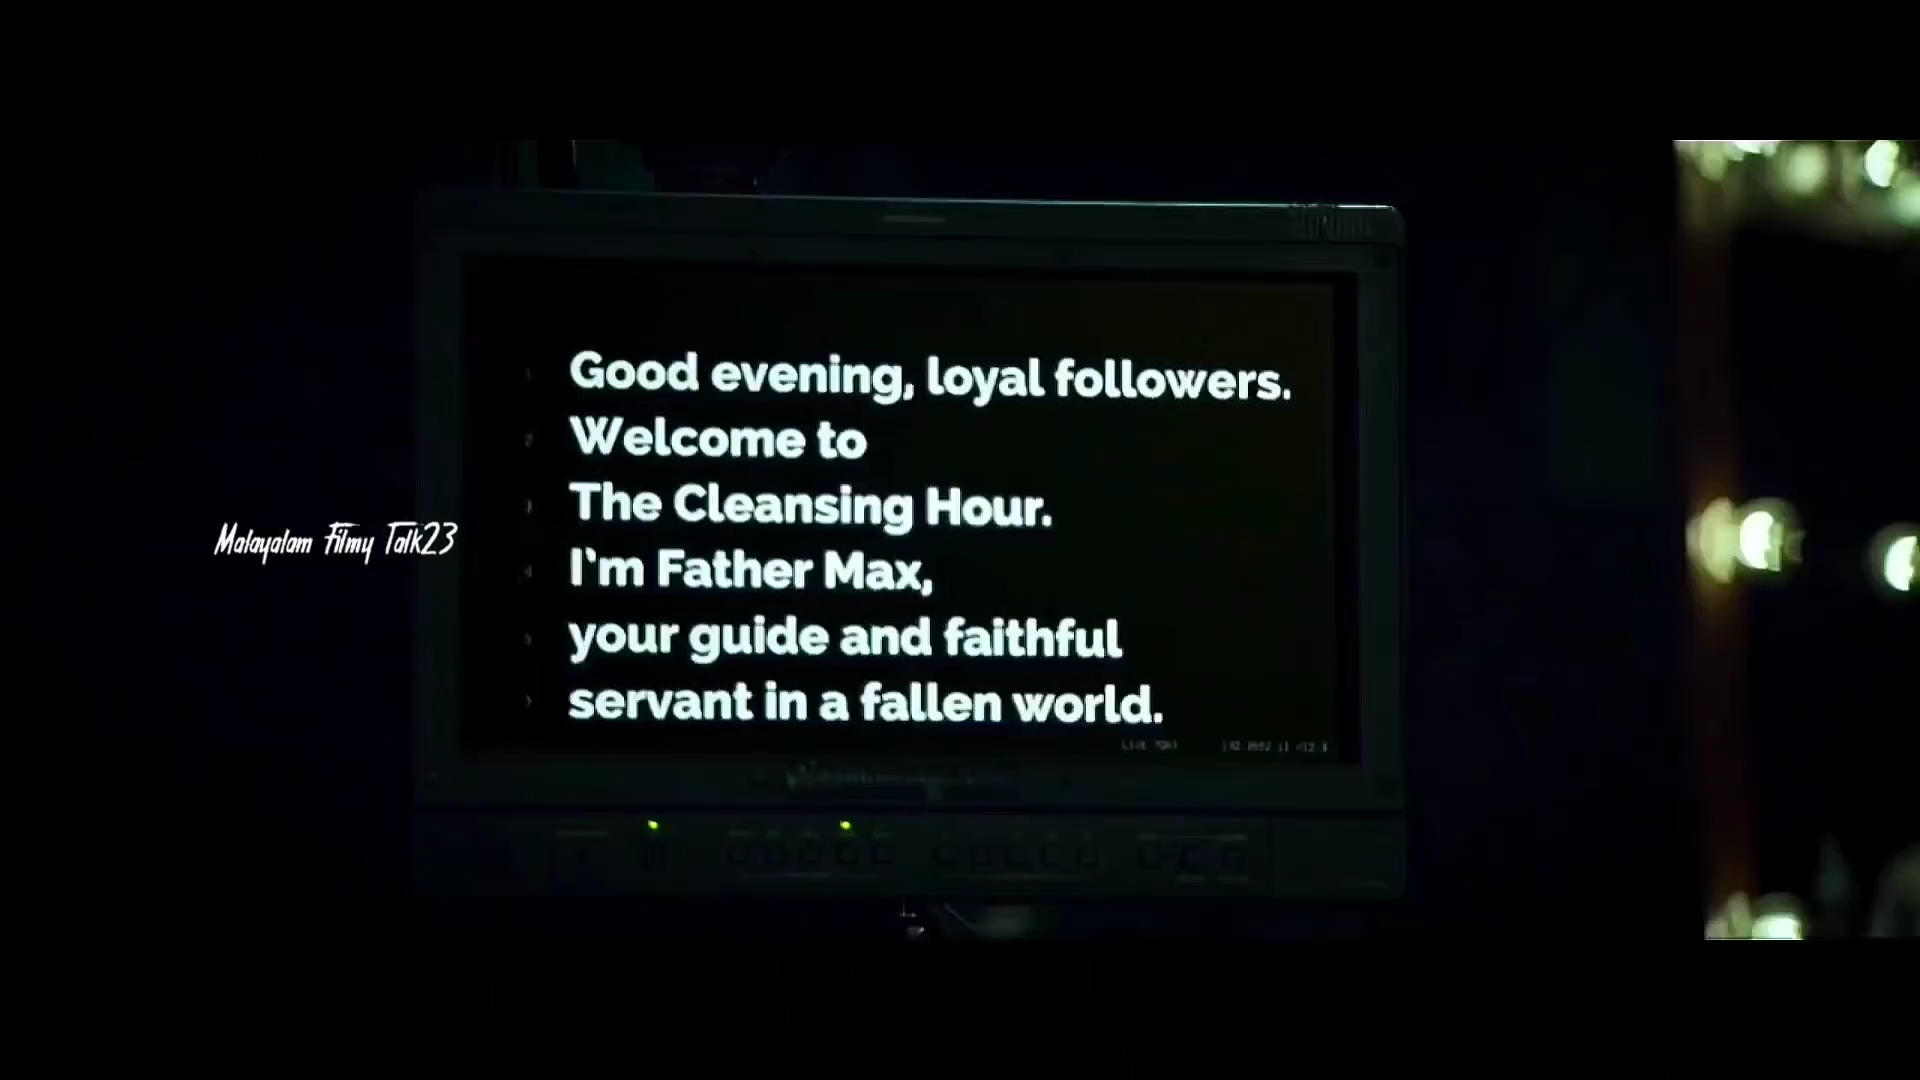 Good evening, loyal followers.
Welcome to
The Cleansing Hour.
I'm Father Max,
your guide and faithful
servant in a fallen world.
Malayalam Filmy Talk23